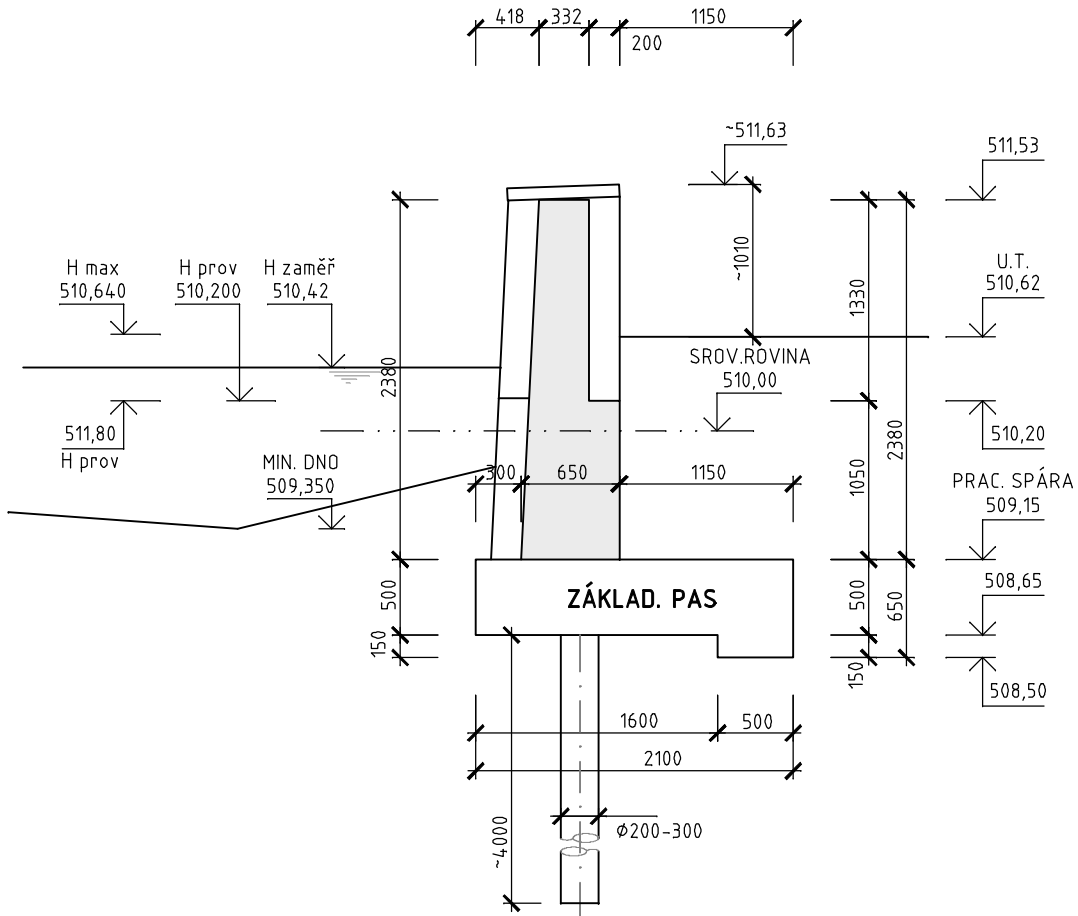 418 332 1150
200
~511,63
511,53
~1010
H max
510,640
H prov
510,200
H zaměř
510,42
U.T.
510,62
1330
2380
SROV.ROVINA
510,00
511,80
H prov
510,20
2380
MIN. DNO
509,350
300 650 1150
1050
PRAC. SPÁRA
509,15
ZÁKLAD. PAS
500
500
650
508,65
150
150
508,50
1600 500
2100
~4000
Φ200-300